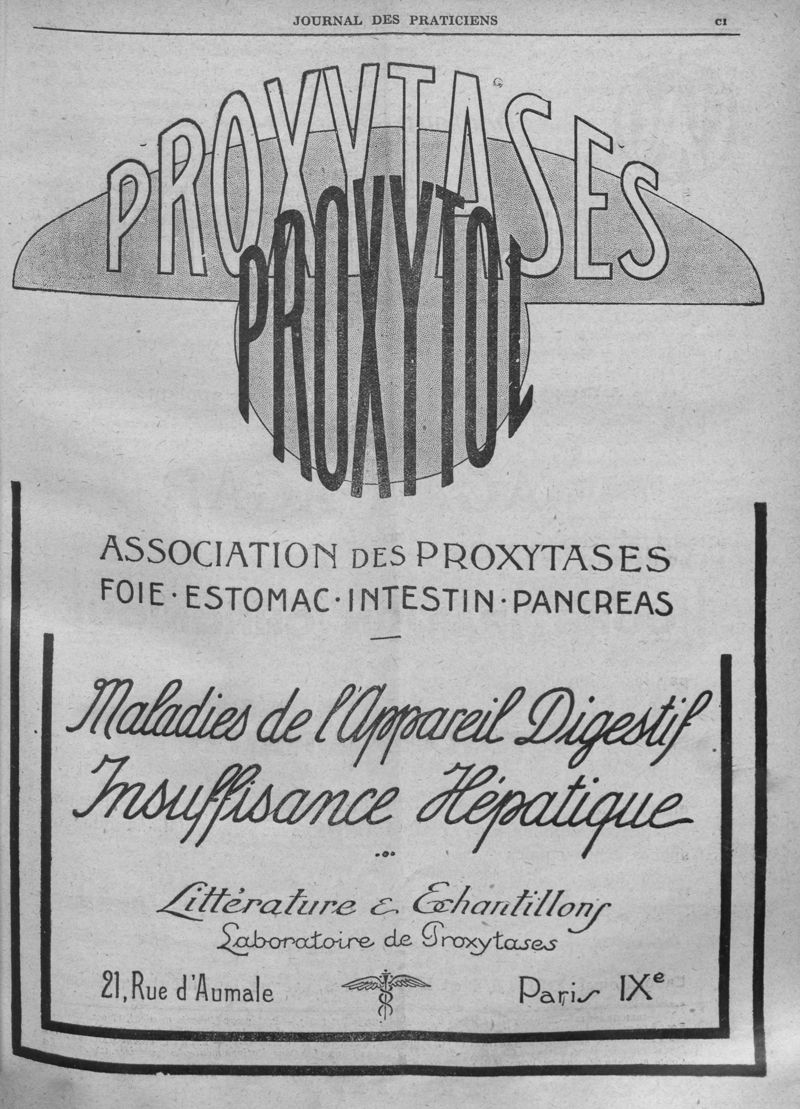 JOURNAL DES PRATICIENS
CI
PROXYTASES
PROXYTOL
ASSOCIATION DES PROXYTASES
FOIE · ESTOMAC · INTESTIN · PANCREAS
Maladies de l'Appareil Digestif
Insuffisance Hépatique
Littérature & Echantillons
Laboratoire de Proxytases
21, Rue d'Aumale
Paris IXe